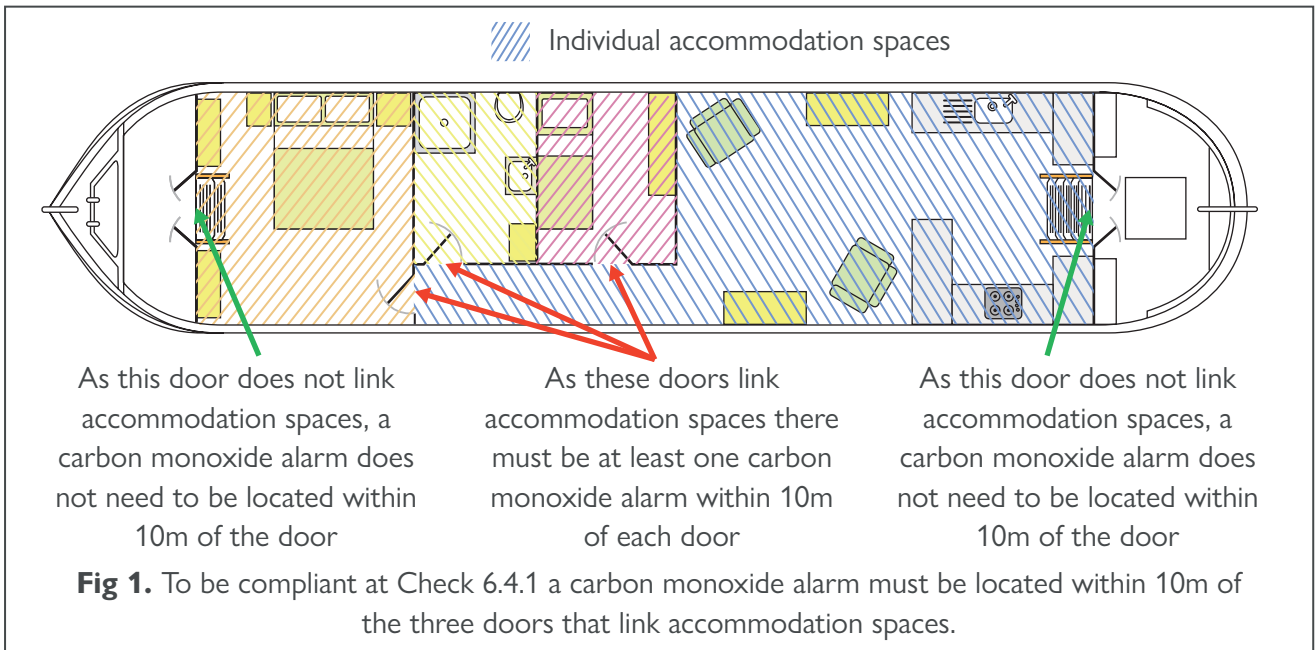 Individual accommodation spaces
As this door does not link
accommodation spaces, a
carbon monoxide alarm does
not need to be located within
10m of the door
As these doors link
accommodation spaces there
must be at least one carbon
monoxide alarm within 10m
of each door
As this door does not link
accommodation spaces, a
carbon monoxide alarm does
not need to be located within
10m of the door
Fig 1. To be compliant at Check 6.4.1 a carbon monoxide alarm must be located within 10m of
the three doors that link accommodation spaces.